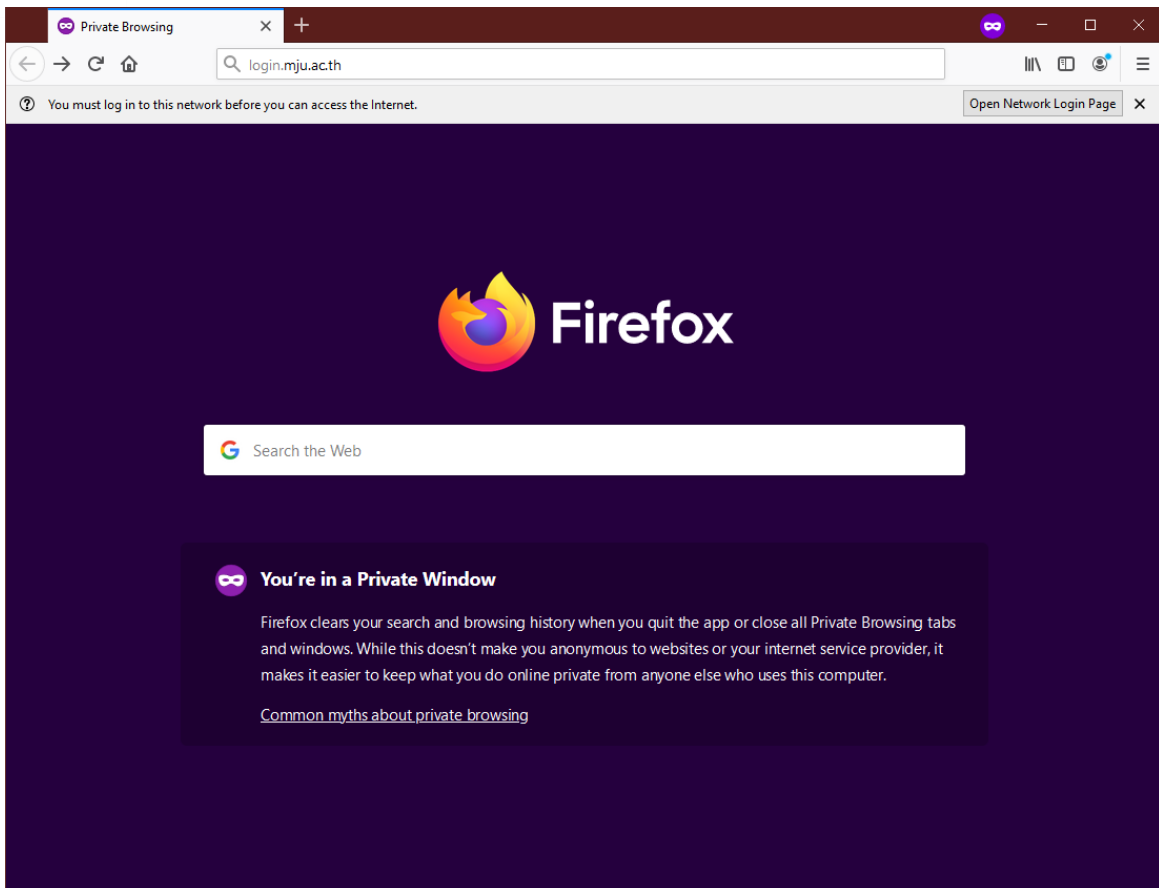 Private Browsing
login.mju.ac.th
You must log in to this network before you can access the Internet.
Open Network Login Page
Firefox
Search the Web
You're in a Private Window
Firefox clears your search and browsing history when you quit the app or close all Private Browsing tabs
and windows. While this doesn't make you anonymous to websites or your internet service provider, it
makes it easier to keep what you do online private from anyone else who uses this computer.
Common myths about private browsing